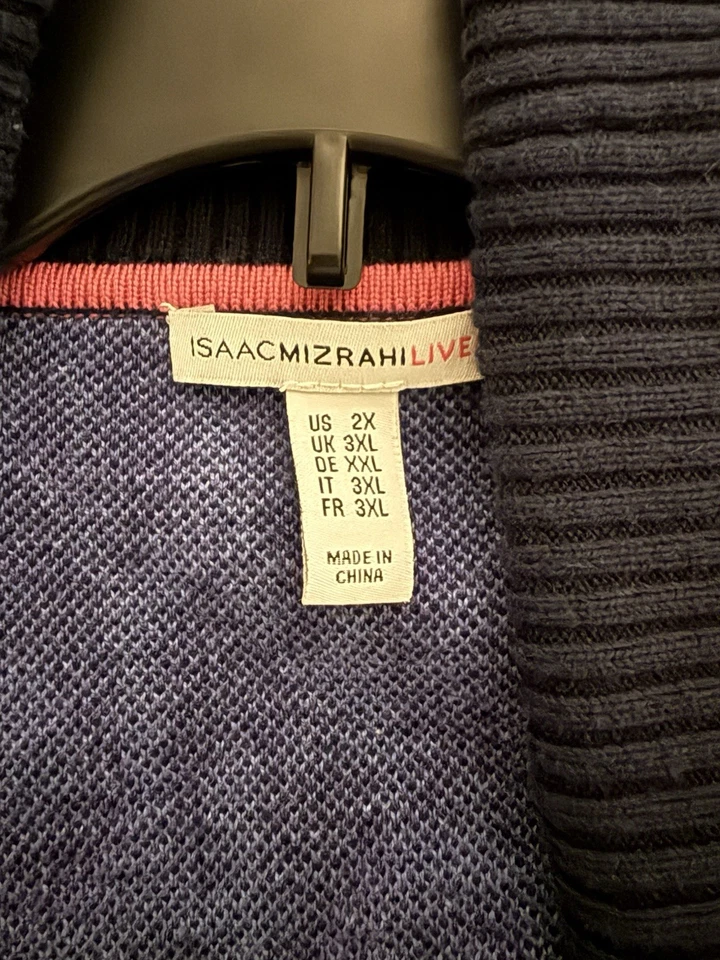 ISAACMIZRAHILIVE
US 2X
UK 3XL
DE XXL
IT 3XL
FR 3XL
MADE IN
CHINA